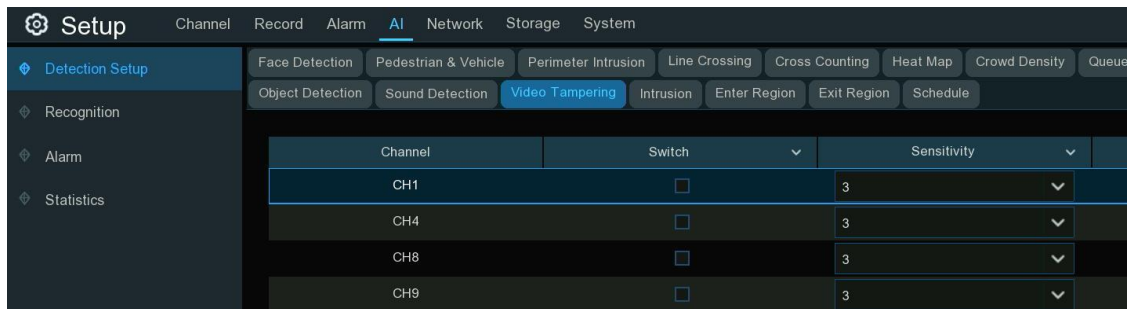 Setup Channel Record Alarm AI Network Storage System
Detection Setup
Recognition
Alarm
Statistics
Face Detection Pedestrian & Vehicle Perimeter Intrusion Line Crossing Cross Counting Heat Map Crowd Density Queue
Object Detection Sound Detection Video Tampering Intrusion Enter Region Exit Region Schedule
Channel Switch Sensitivity
CH1 3
CH4 3
CH8 3
CH9 3